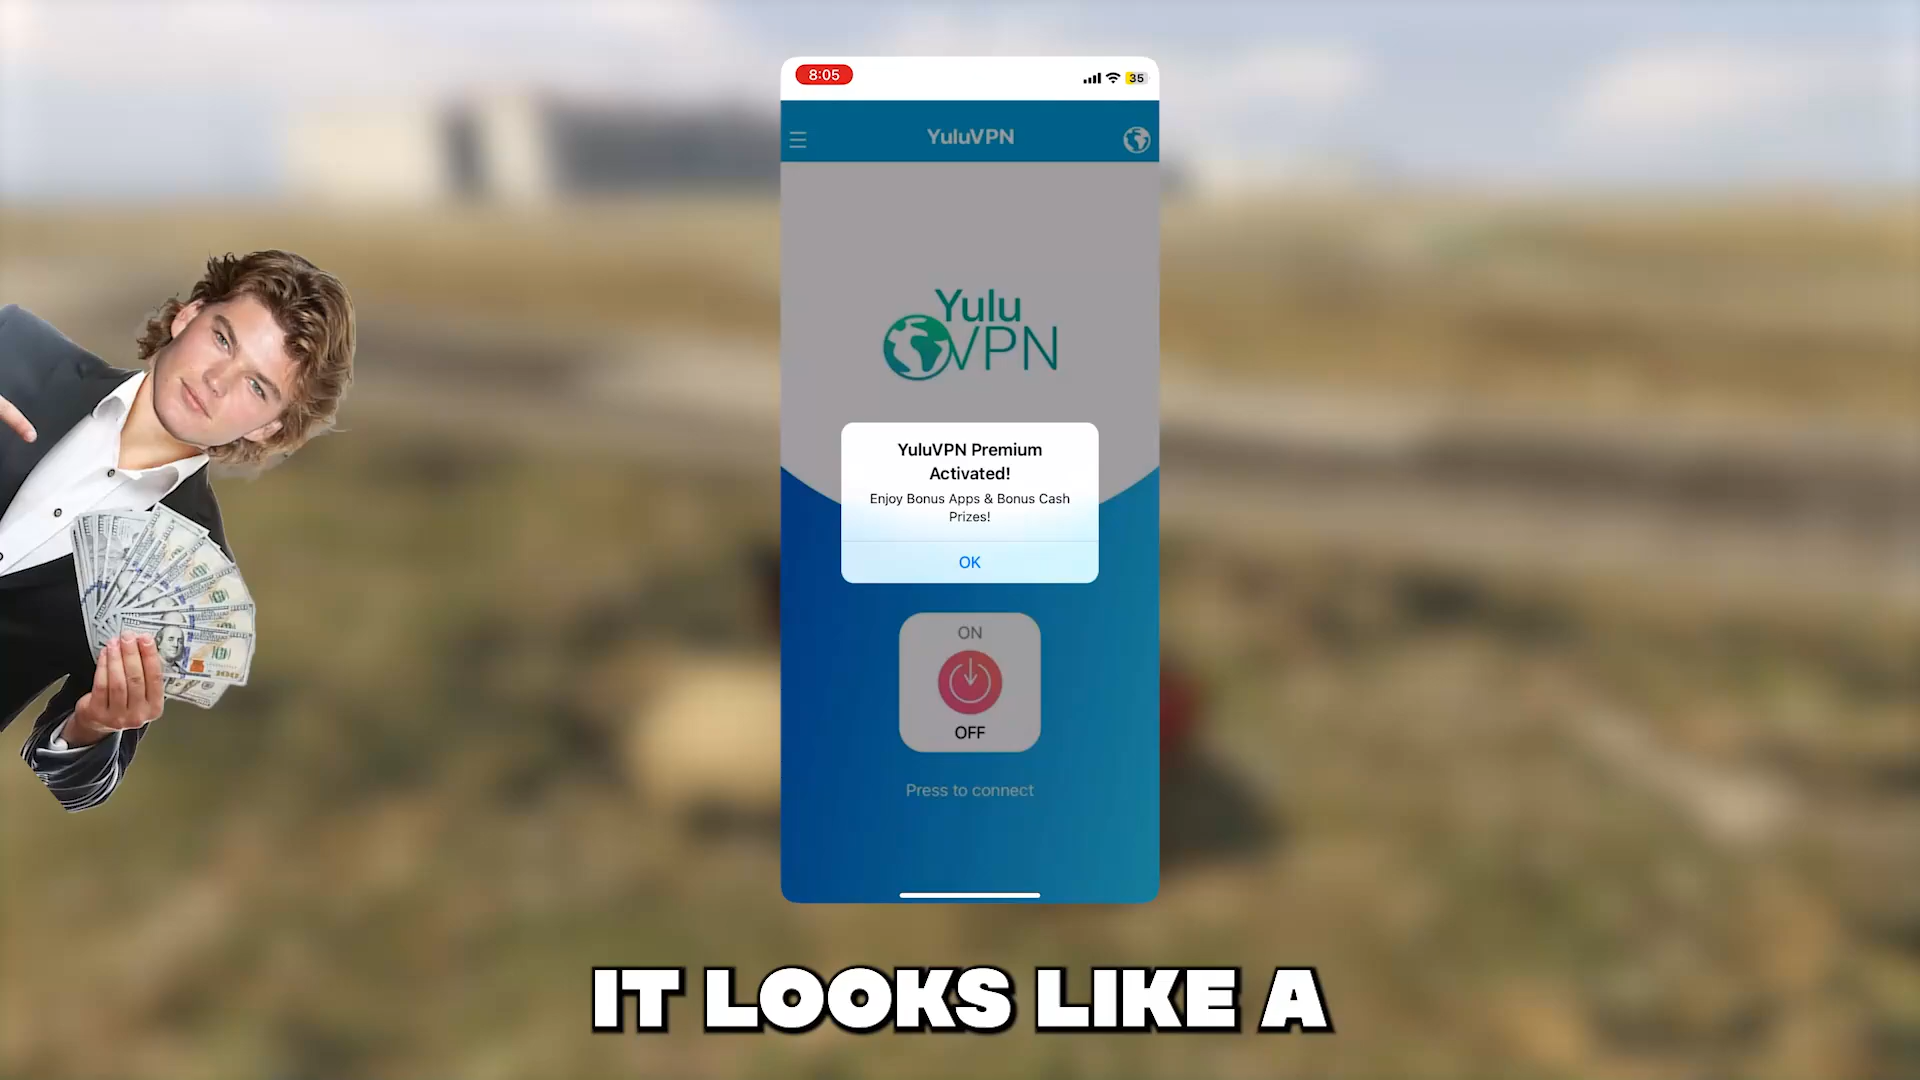 8:05
35
YuluVPN
Yulu
VPN
YuluVPN Premium
Activated!
Enjoy Bonus Apps & Bonus Cash
Prizes!
OK
ON
OFF
Press to connect
100
IT LOOKS LIKE A